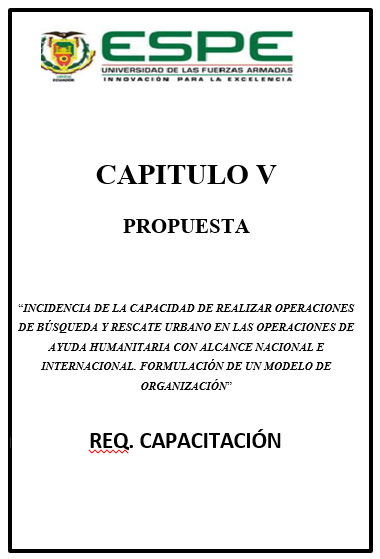 ESPE
UNIVERSIDAD DE LAS FUERZAS ARMADAS
INNOVACIÓN PARA LA EXCELENCIA
CAPITULO V
PROPUESTA
“INCIDENCIA DE LA CAPACIDAD DE REALIZAR OPERACIONES
DE BÚSQUEDA Y RESCATE URBANO EN LAS OPERACIONES DE
AYUDA HUMANITARIA CON ALCANCE NACIONAL E
INTERNACIONAL. FORMULACIÓN DE UN MODELO DE
ORGANIZACIÓN”
REQ. CAPACITACIÓN